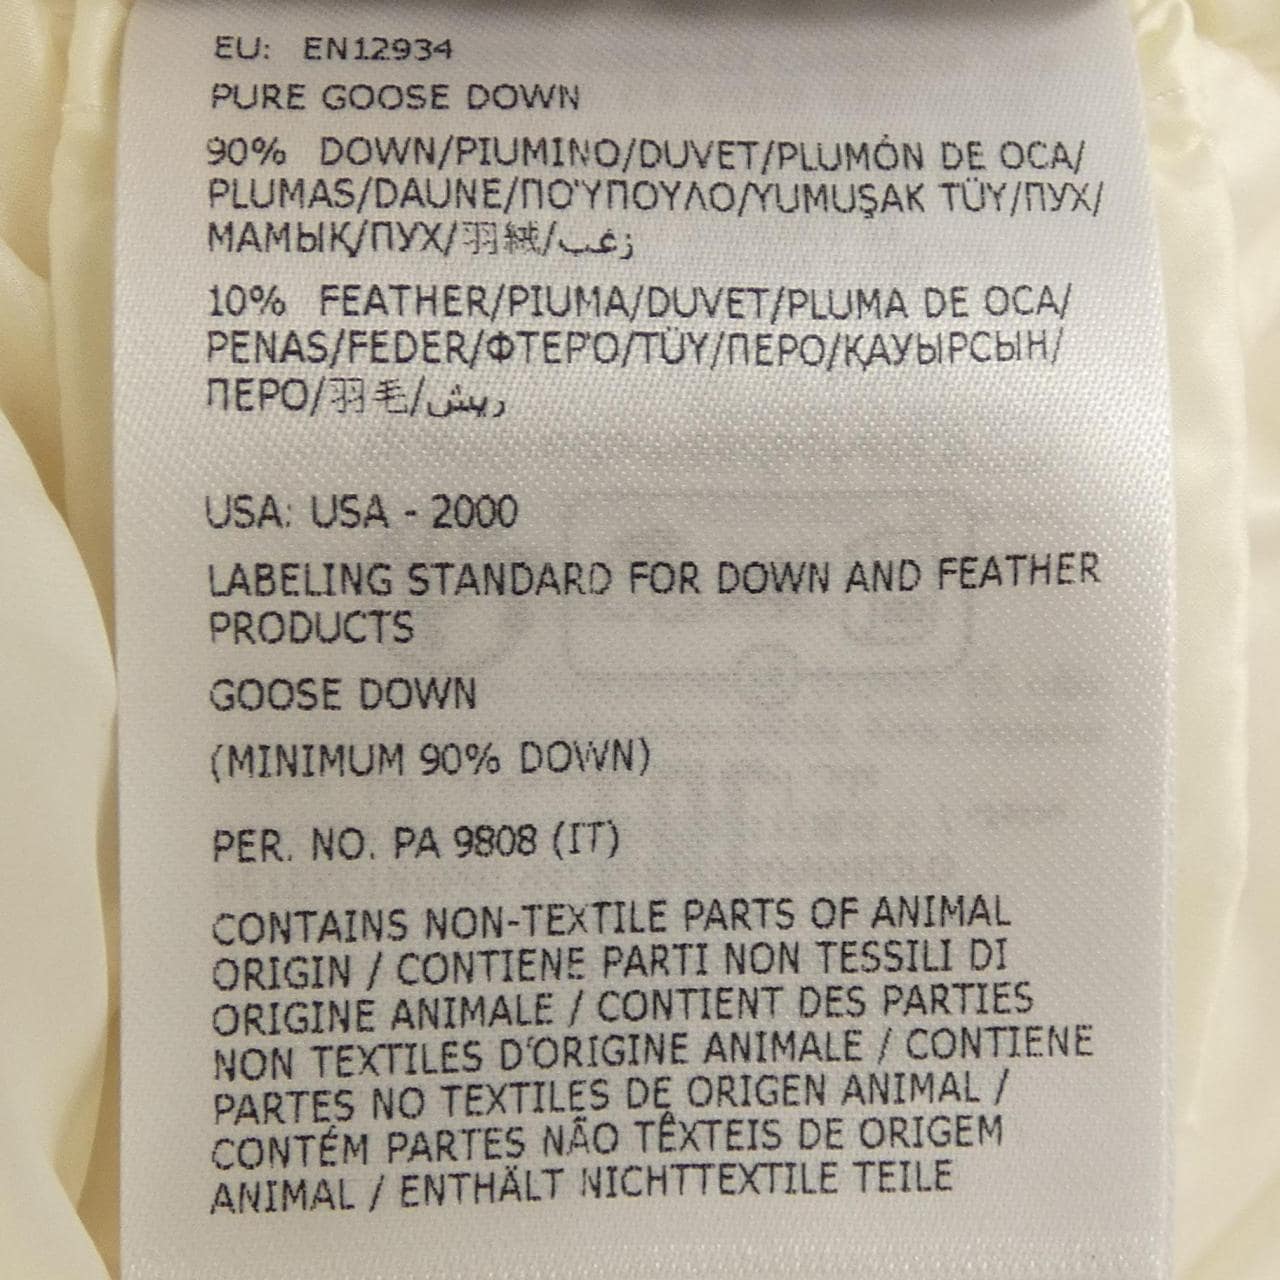 EU: EN12934
PURE GOOSE DOWN
90% DOWN/PIUMINO/DUVET/PLUMÓN DE OCA/
PLUMAS/DAUNE/ΠΟ'ΥΠΟΥΛΟ/YUMUŞAK TÜY/ПУХ/
МАМЫҚ/ПУХ/羽絨/زغب
10% FEATHER/PIUMA/DUVET/PLUMA DE OCA/
PENAS/FEDER/ΦΤΕΡ'Ο/TÜY/ПЕРО/ҚАУЫРСЫН/
ПЕРО/羽毛/ريش
USA: USA - 2000
LABELING STANDARD FOR DOWN AND FEATHER
PRODUCTS
GOOSE DOWN
(MINIMUM 90% DOWN)
PER. NO. PA 9808 (IT)
CONTAINS NON-TEXTILE PARTS OF ANIMAL
ORIGIN / CONTIENE PARTI NON TESSILI DI
ORIGINE ANIMALE / CONTIENT DES PARTIES
NON TEXTILES D'ORIGINE ANIMALE / CONTIENE
PARTES NO TEXTILES DE ORIGEN ANIMAL /
CONTÉM PARTES NÃO TÊXTEIS DE ORIGEM
ANIMAL / ENTHÄLT NICHTTEXTILE TEILE